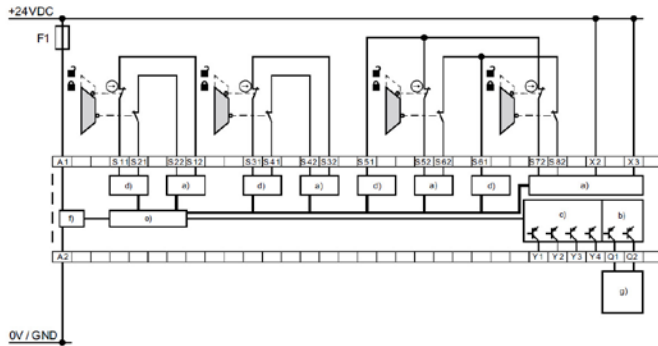 +24VDC
F1
A1 S11 S21 S22 S12 S31 S41 S42 S32 S51 S52 S62 S61 S72 S82 X2 X3
d) a) d) a) d) a) d) a)
f) e) c) b)
A2 Y1 Y2 Y3 Y4 Q1 Q2
g)
0V / GND